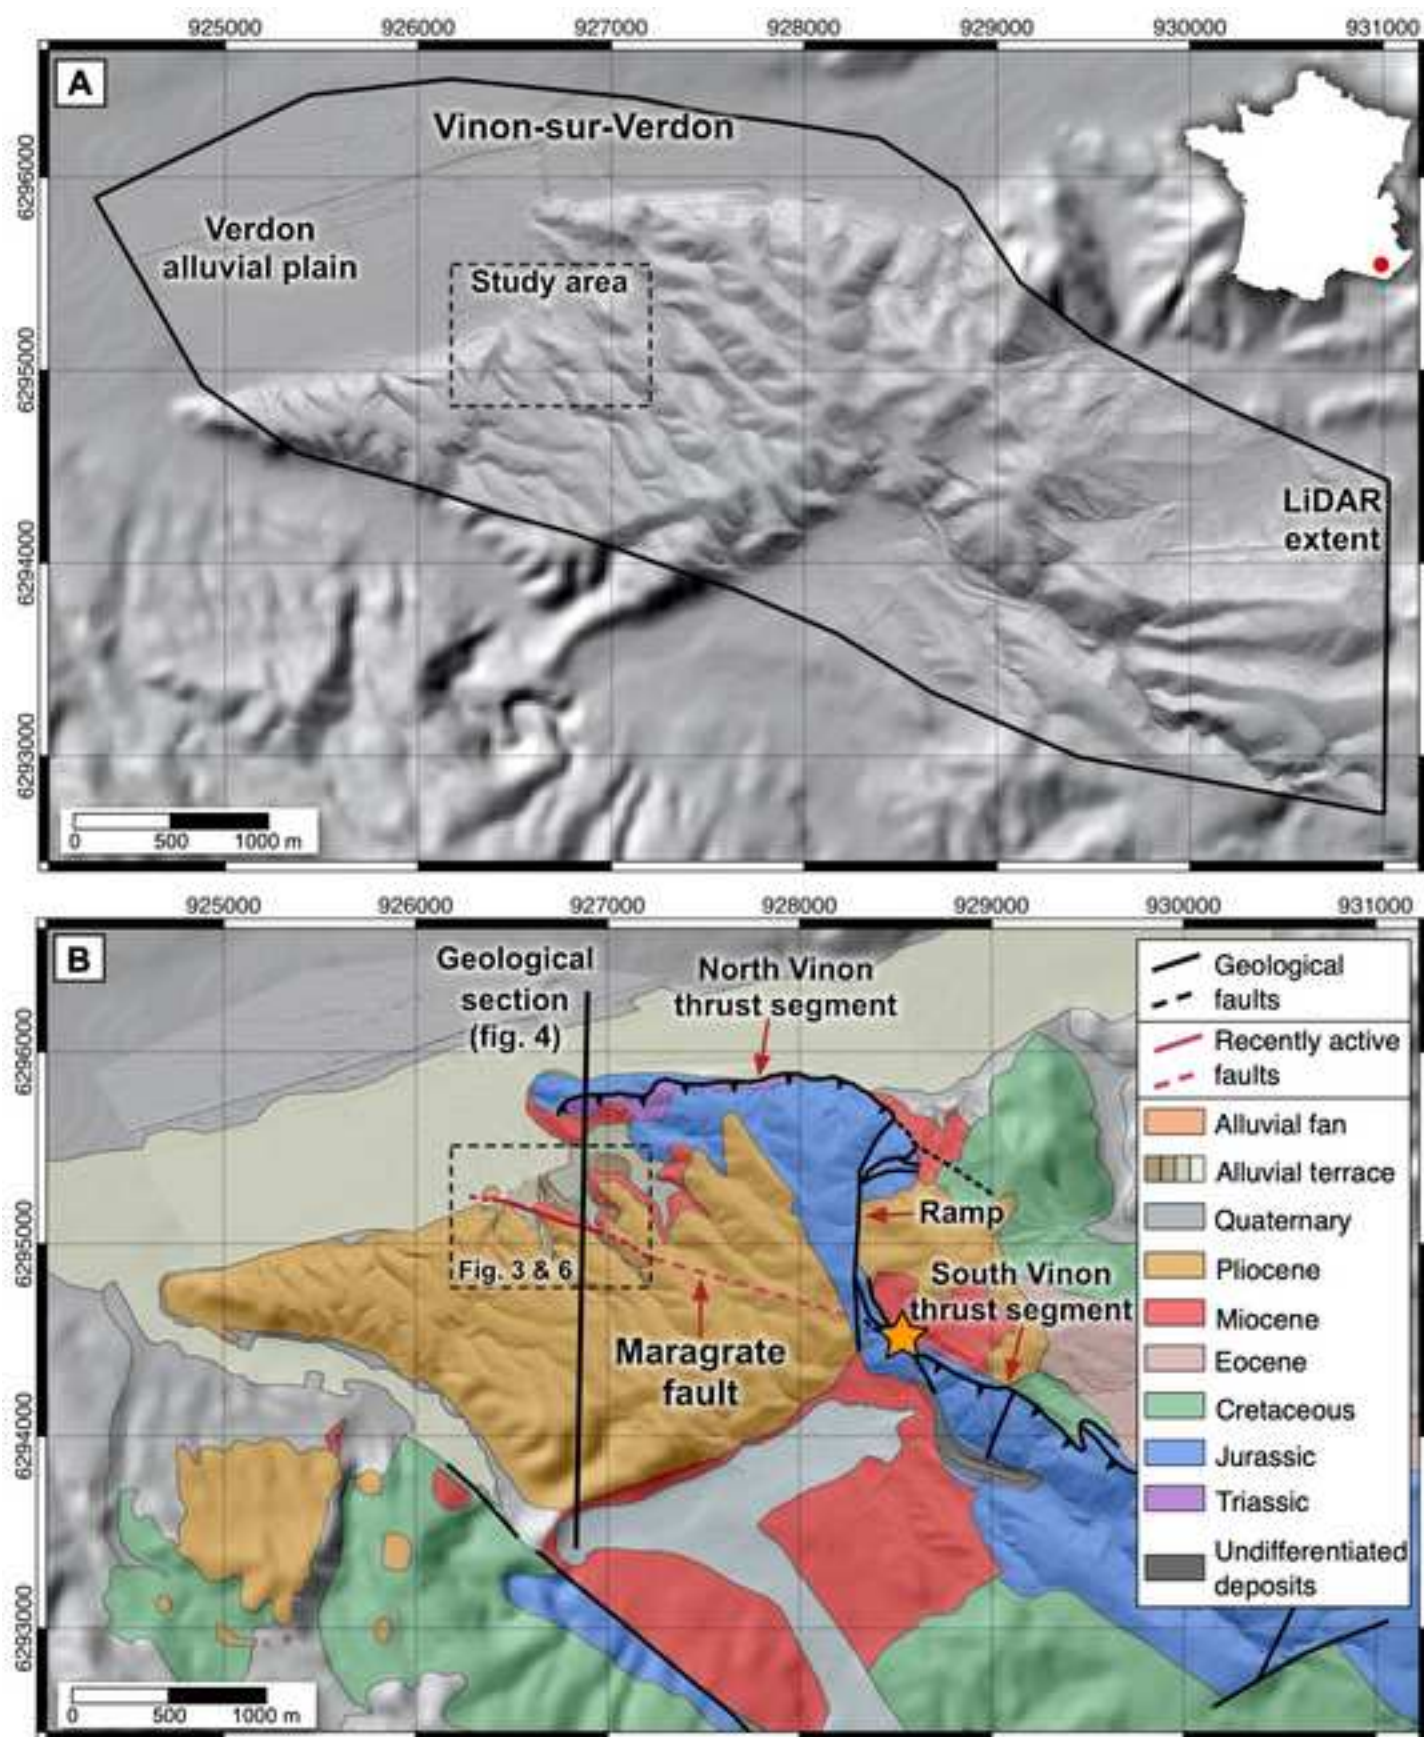 925000 926000 927000 928000 929000 930000 931000
A
Vinon-sur-Verdon
6296000
Verdon
alluvial plain
Study area
6295000
LiDAR
extent
6294000
6293000
0 500 1000 m
925000 926000 927000 928000 929000 930000 931000
B
Geological
section
(fig. 4)
North Vinon
thrust segment
6296000
Ramp
6295000
Fig. 3 & 6
South Vinon
thrust segment
Maragrate
fault
6294000
6293000
0 500 1000 m
Geological
faults
Recently active
faults
Alluvial fan
Alluvial terrace
Quaternary
Pliocene
Miocene
Eocene
Cretaceous
Jurassic
Triassic
Undifferentiated
deposits